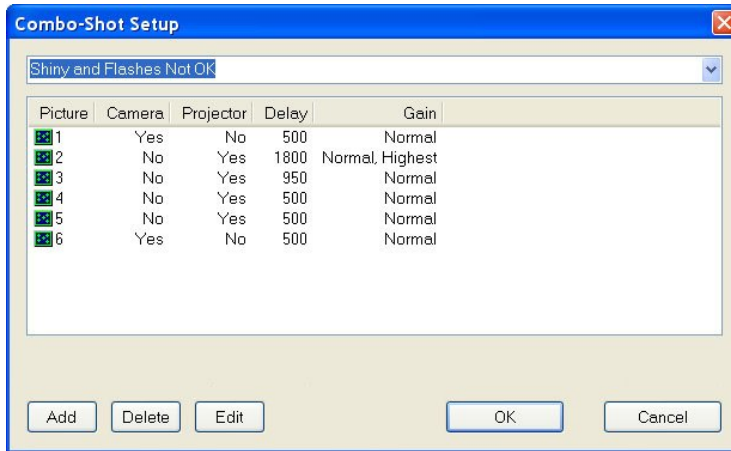 Combo-Shot Setup
Shiny and Flashes Not OK
Picture Camera Projector Delay Gain
1 Yes No 500 Normal
2 No Yes 1800 Normal, Highest
3 No Yes 950 Normal
4 No Yes 500 Normal
5 No Yes 500 Normal
6 Yes No 500 Normal
Add Delete Edit OK Cancel